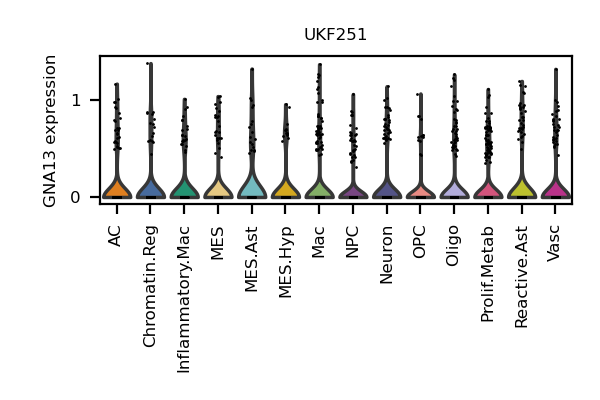 UKF251
GNA13 expression
1
0
AC
Chromatin.Reg
Inflammatory.Mac
MES
MES.Ast
MES.Hyp
Mac
NPC
Neuron
OPC
Oligo
Prolif.Metab
Reactive.Ast
Vasc